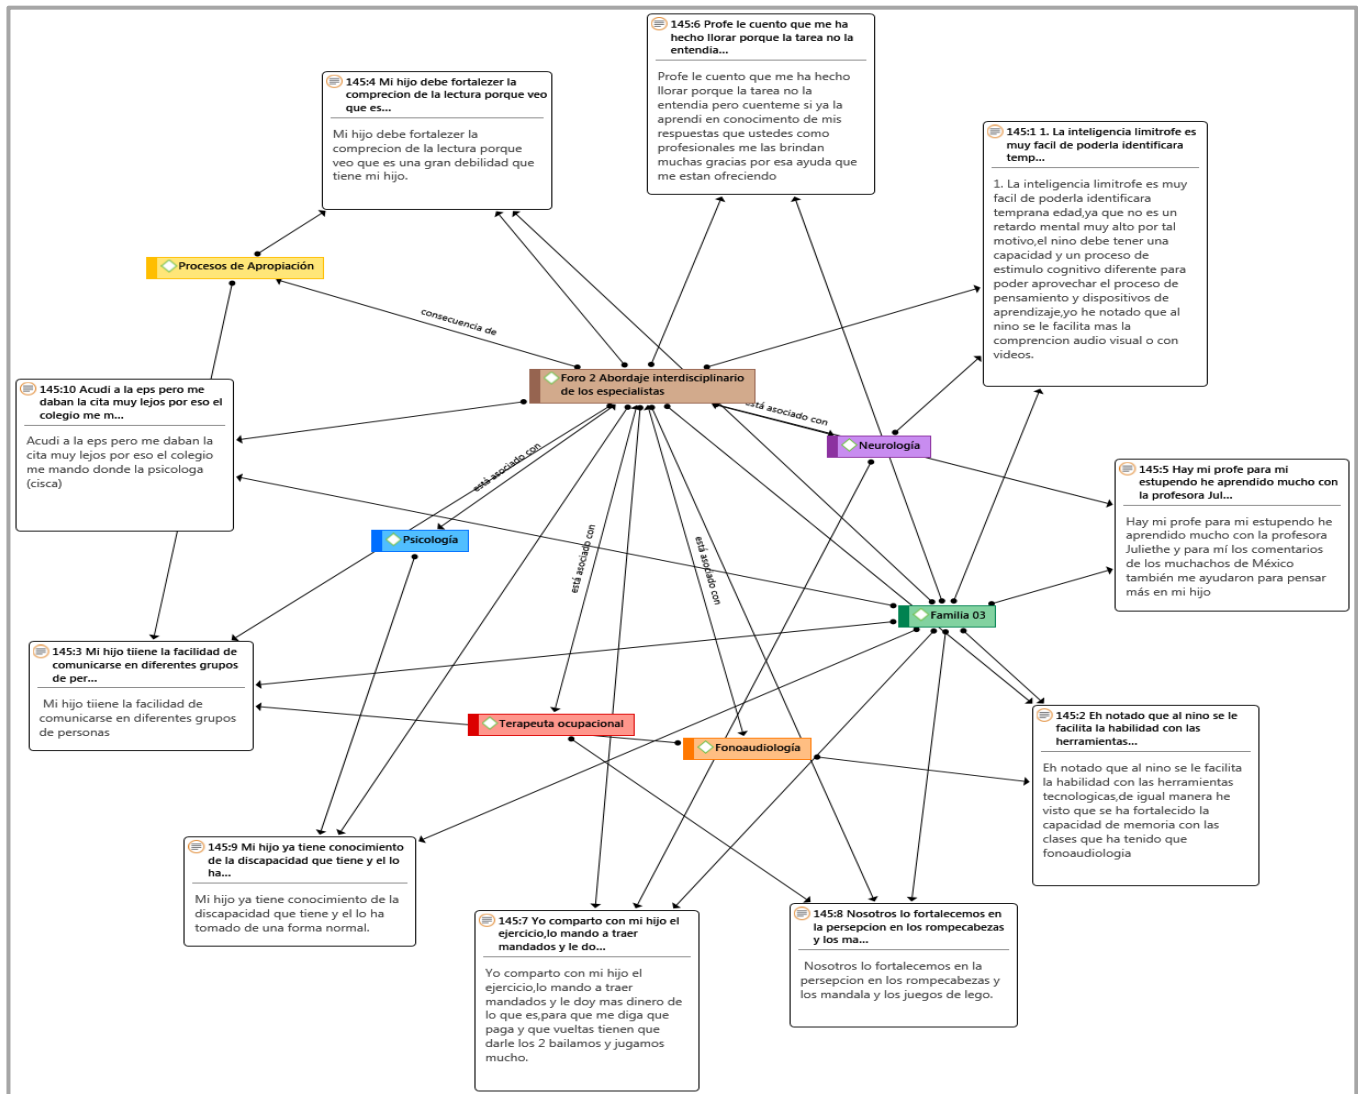 145:6 Profe le cuento que me ha
hecho llorar porque la tarea no la
entendia...
Profe le cuento que me ha hecho
llorar porque la tarea no la
entendia pero cuenteme si ya la
aprendi en conocimento de mis
respuestas que ustedes como
profesionales me las brindan
muchas gracias por esa ayuda que
me estan ofreciendo
145:4 Mi hijo debe fortalezer la
comprecion de la lectura porque veo
que es...
Mi hijo debe fortalezer la
comprecion de la lectura porque
veo que es una gran debilidad que
tiene mi hijo.
145:1 1. La inteligencia limitrofe es
muy facil de poderla identificara
temp...
1. La inteligencia limitrofe es muy
facil de poderla identificara
temprana edad,ya que no es un
retardo mental muy alto por tal
motivo,el nino debe tener una
capacidad y un proceso de
estimulo cognitivo diferente para
poder aprovechar el proceso de
pensamiento y dispositivos de
aprendizaje,yo he notado que al
nino se le facilita mas la
comprencion audio visual o con
videos.
Procesos de Apropiación
consecuencia de
Foro 2 Abordaje interdisciplinario
de los especialistas
está asociado con
Neurología
145:10 Acudi a la eps pero me
daban la cita muy lejos por eso el
colegio me m...
Acudi a la eps pero me daban la
cita muy lejos por eso el colegio
me mando donde la psicologa
(cisca)
145:5 Hay mi profe para mi
estupendo he aprendido mucho con
la profesora Jul...
Hay mi profe para mi estupendo he
aprendido mucho con la profesora
Juliethe y para mí los comentarios
de los muchachos de México
también me ayudaron para pensar
más en mi hijo
está asociado con
Psicología
está asociado con
está asociado con
Familia 03
145:3 Mi hijo tiiene la facilidad de
comunicarse en diferentes grupos
de per...
Mi hijo tiiene la facilidad de
comunicarse en diferentes grupos
de personas
Terapeuta ocupacional
Fonoaudiología
145:2 Eh notado que al nino se le
facilita la habilidad con las
herramientas...
Eh notado que al nino se le facilita
la habilidad con las herramientas
tecnologicas,de igual manera he
visto que se ha fortalecido la
capacidad de memoria con las
clases que ha tenido que
fonoaudiologia
145:9 Mi hijo ya tiene conocimiento
de la discapacidad que tiene y el lo
ha...
Mi hijo ya tiene conocimiento de la
discapacidad que tiene y el lo ha
tomado de una forma normal.
145:7 Yo comparto con mi hijo el
ejercicio,lo mando a traer
mandados y le do...
Yo comparto con mi hijo el
ejercicio,lo mando a traer
mandados y le doy mas dinero de
lo que es,para que me diga que
paga y que vueltas tienen que
darle los 2 bailamos y jugamos
mucho.
145:8 Nosotros lo fortalecemos en
la persepcion en los rompecabezas
y los ma...
Nosotros lo fortalecemos en la
persepcion en los rompecabezas y
los mandala y los juegos de lego.